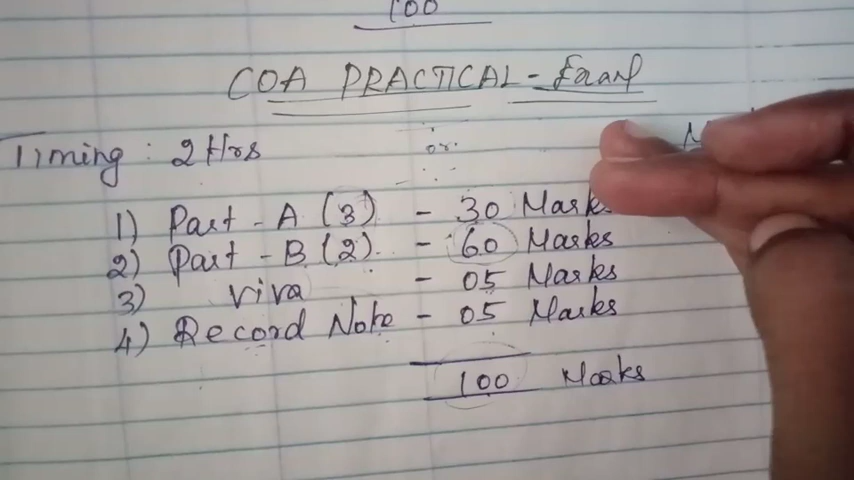 100
COA PRACTICAL - Exam
Timing : 2 Hrs
or.
1) Part - A (3) - 30 Marks
2) Part - B (2) - 60 Marks
3) Viva - 05 Marks
4) Record Note - 05 Marks
100 Marks